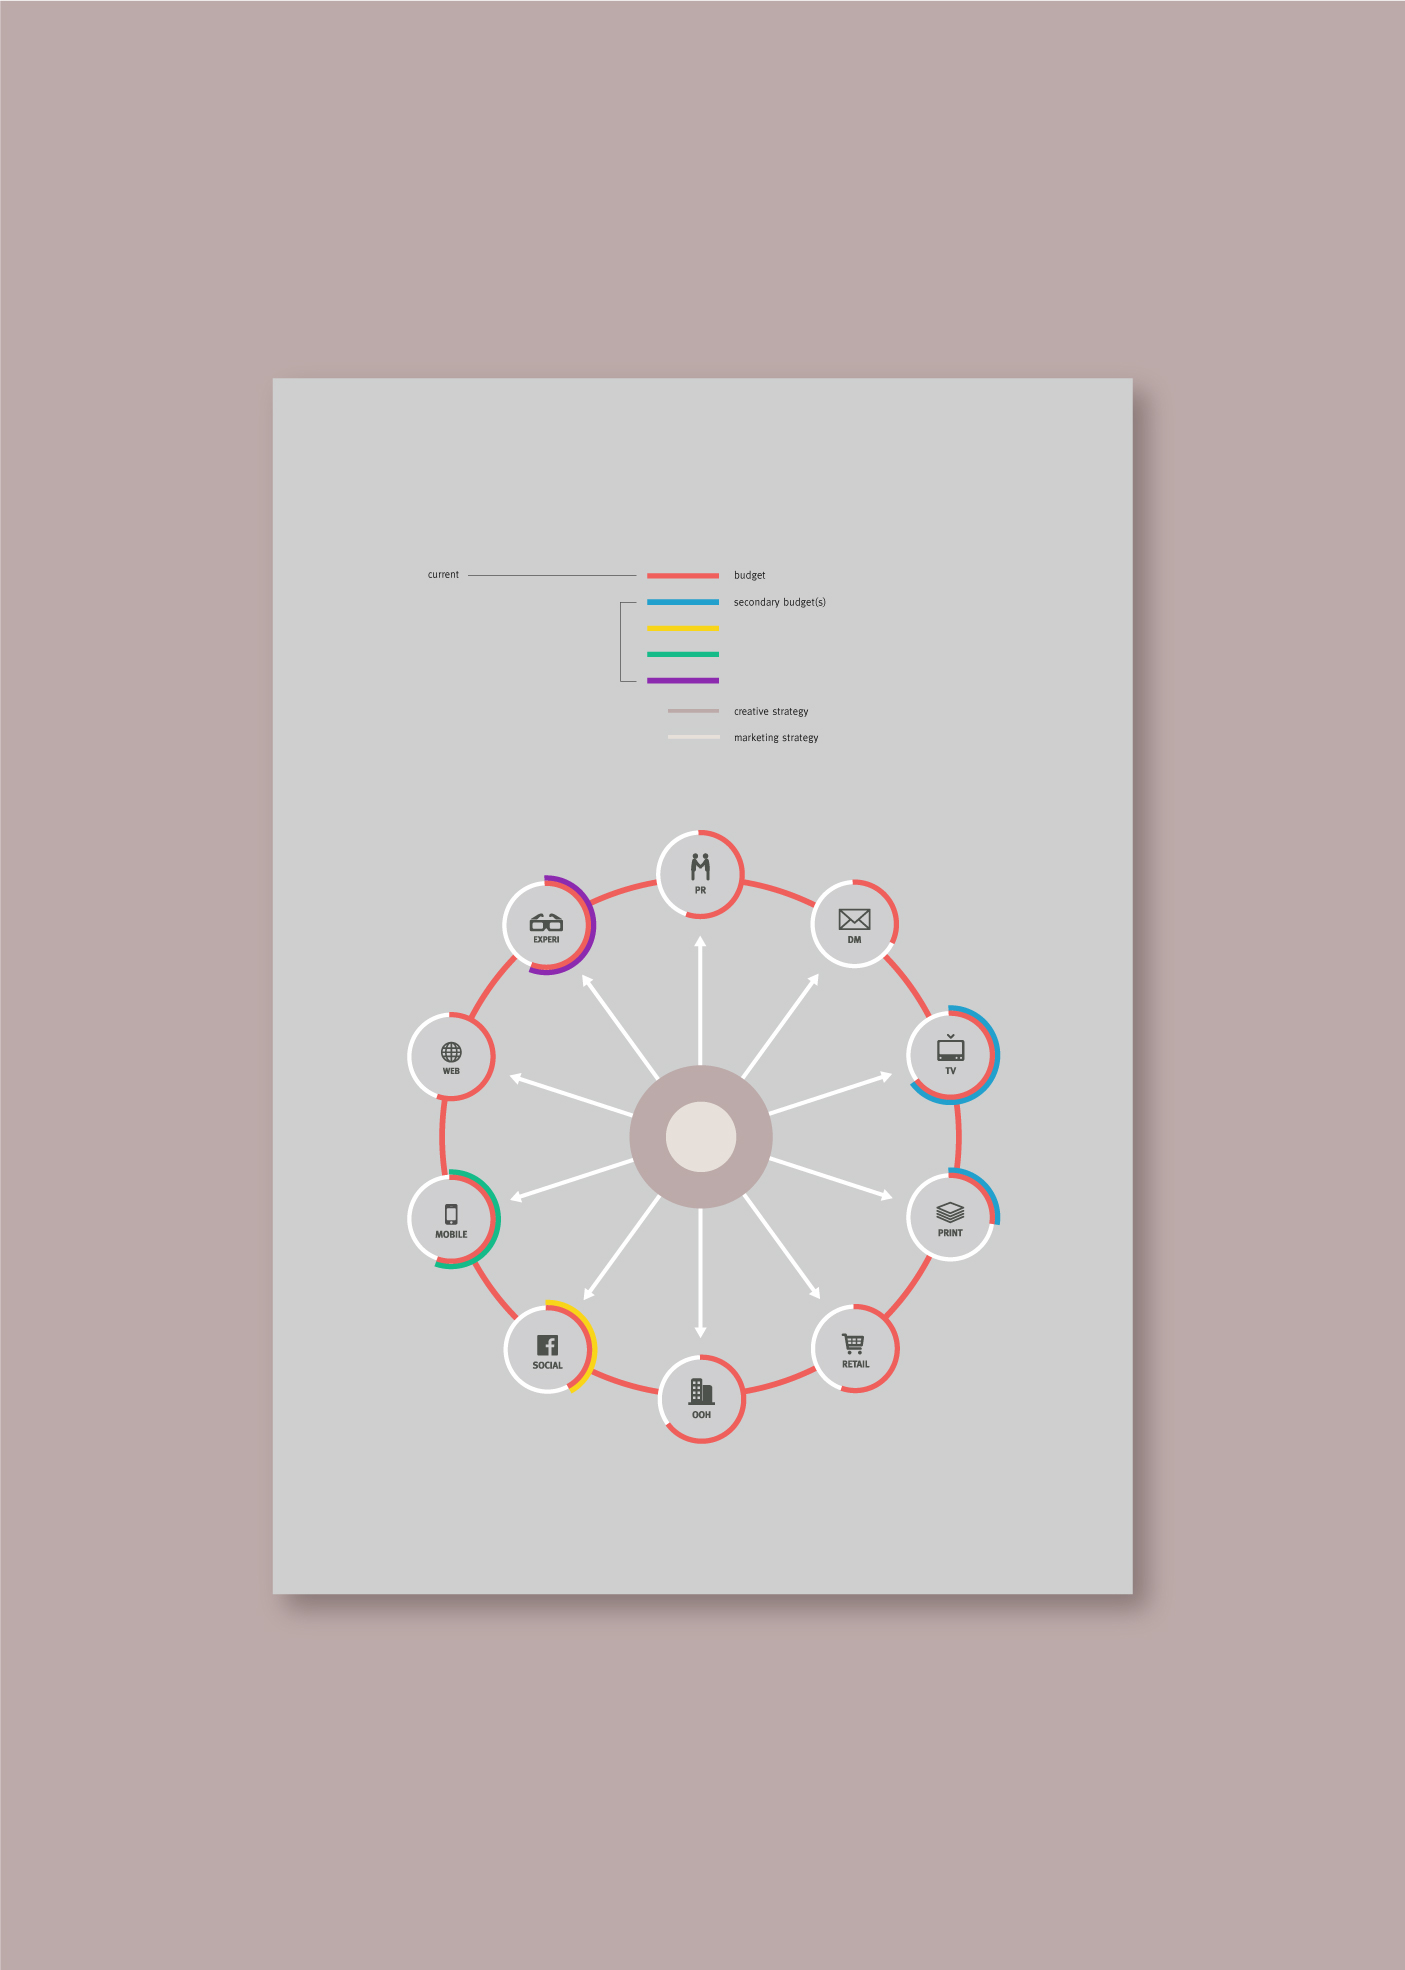 current
budget
secondary budget(s)
creative strategy
marketing strategy
PR
EXPERI
DM
WEB
TV
MOBILE
PRINT
SOCIAL
RETAIL
OOH